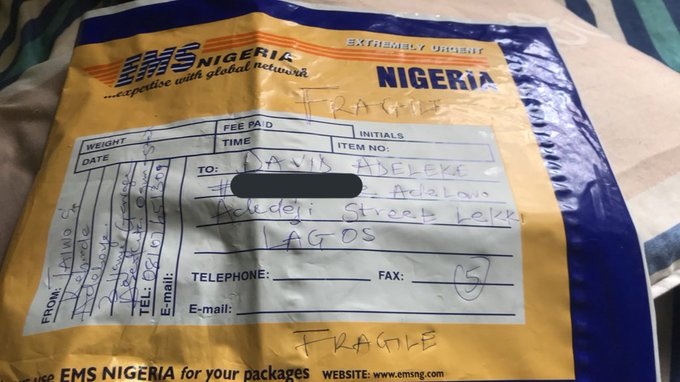 EMS NIGERIA
...expertise with global network
EXTREMELY URGENT
NIGERIA
FRAGILE
WEIGHT
FEE PAID
INITIALS
DATE
TIME
ITEM NO:
TO: DAVID ADELEKE
#
Adedeji Street Lekki
LAGOS
TELEPHONE:
FAX:
5
E-mail:
FROM: TAIWO
TEL:
E-mail:
FRAGILE
use EMS NIGERIA for your packages WEBSITE: www.emsng.com